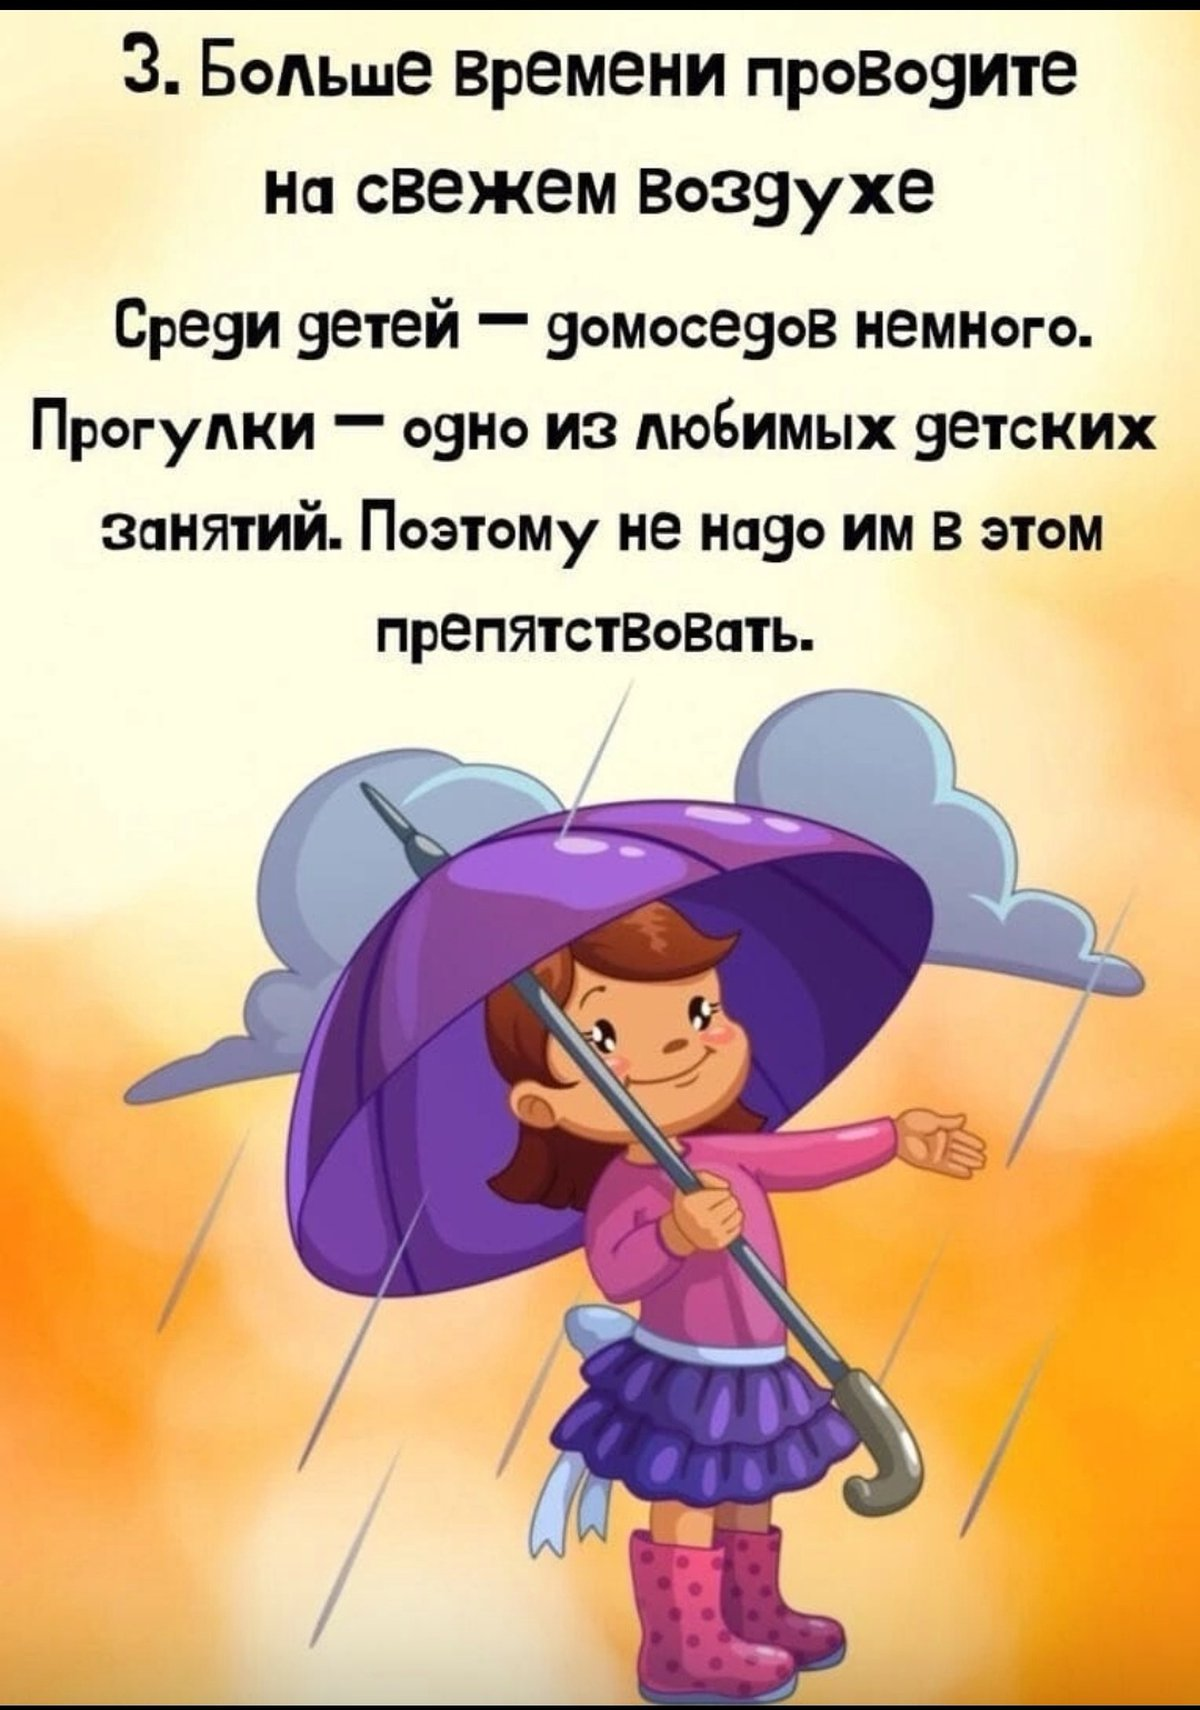 3. Больше времени проводите
на свежем воздухе
Среди детей — домоседов немного.
Прогулки — одно из любимых детских
занятий. Поэтому не надо им в этом
препятствовать.